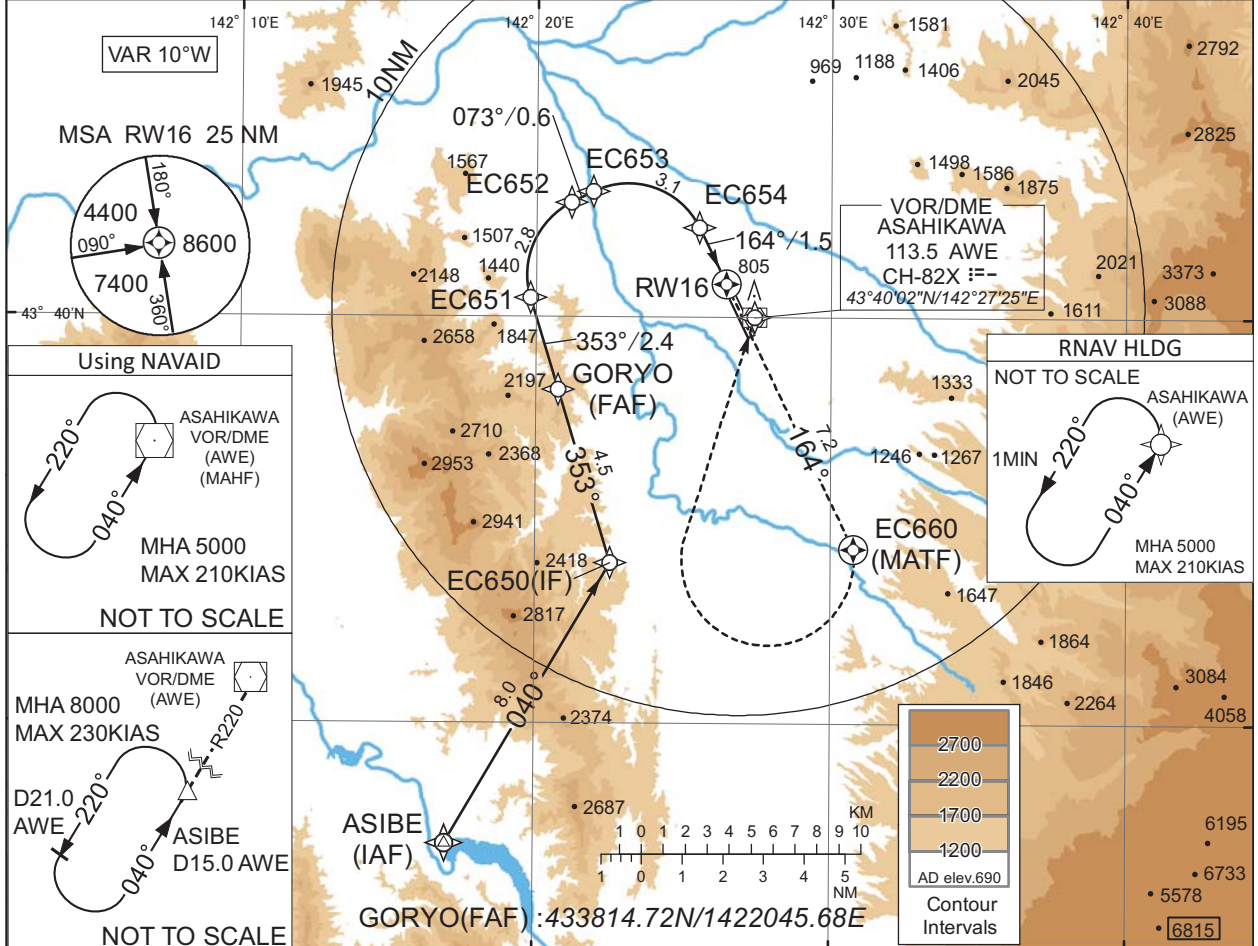 142° 10'E
142° 20'E
142° 30'E
142° 40'E
VAR 10°W
10NM
1945
1581
969
1188
1406
2045
2792
2825
MSA RW16 25 NM
180°
4400
090°
8600
7400
360°
073°/0.6
1567
EC652
EC653
3.1
EC654
1498
1586
1875
1507
2.8
164°/1.5
VOR/DME
ASAHIKAWA
113.5 AWE
CH-82X
43°40'02"N/142°27'25"E
2148
1440
805
RW16
2021
3373
3088
EC651
43° 40'N
1611
2658
1847
353°/2.4
GORYO
(FAF)
2197
1333
2710
2368
2953
4.5
353°
7.2
164°
1246
1267
2941
2418
EC650(IF)
2817
EC660
(MATF)
1647
1864
1846
2264
3084
4058
8.0
040°
2374
2687
ASIBE
(IAF)
Using NAVAID
220°
040°
ASAHIKAWA
VOR/DME
(AWE)
(MAHF)
MHA 5000
MAX 210KIAS
NOT TO SCALE
ASAHIKAWA
VOR/DME
(AWE)
MHA 8000
MAX 230KIAS
R220
220°
D21.0
AWE
040°
ASIBE
D15.0 AWE
NOT TO SCALE
RNAV HLDG
NOT TO SCALE
ASAHIKAWA
(AWE)
1MIN
220°
040°
MHA 5000
MAX 210KIAS
KM
1 0 1 2 3 4 5 6 7 8 9 10
1 0 1 2 3 4 5
NM
GORYO(FAF) :433814.72N/1422045.68E
2700
2200
1700
1200
AD elev.690
Contour
Intervals
6195
6733
5578
6815